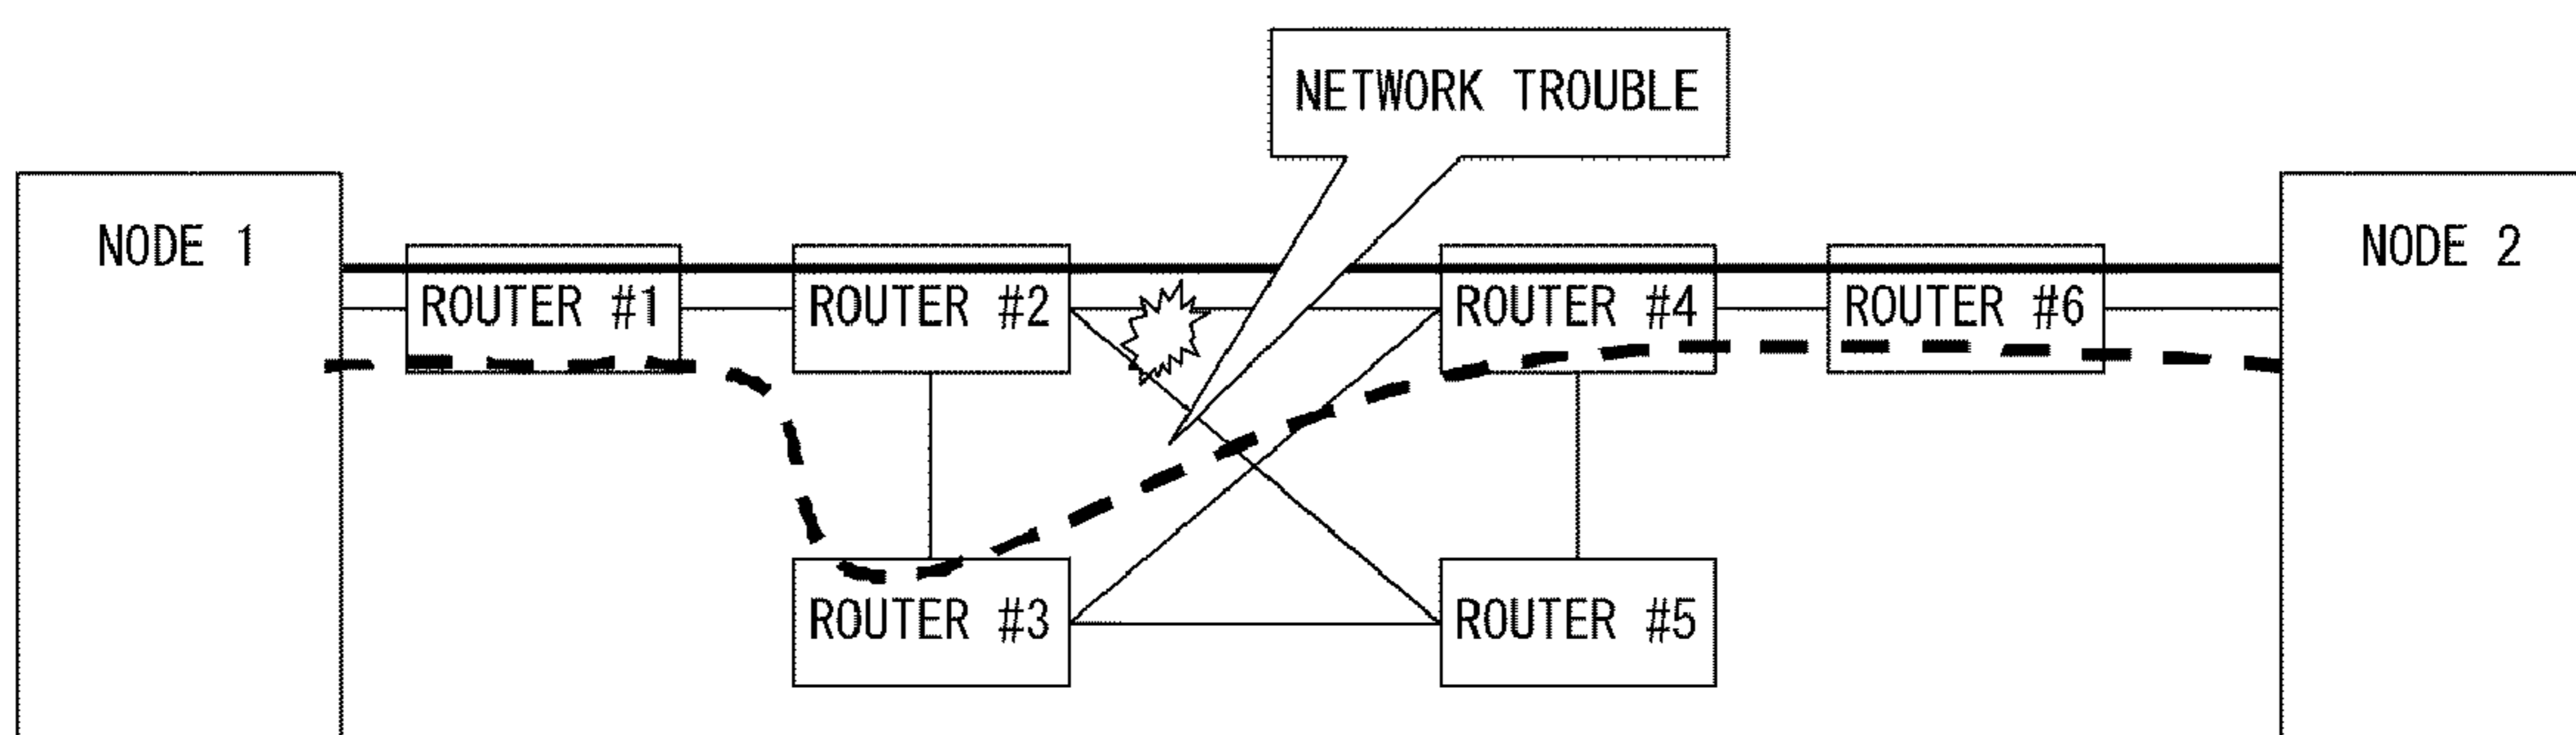 NETWORK TROUBLE
NODE 1
NODE 2
ROUTER #1
ROUTER #2
ROUTER #4
ROUTER #6
ROUTER #3
ROUTER #5